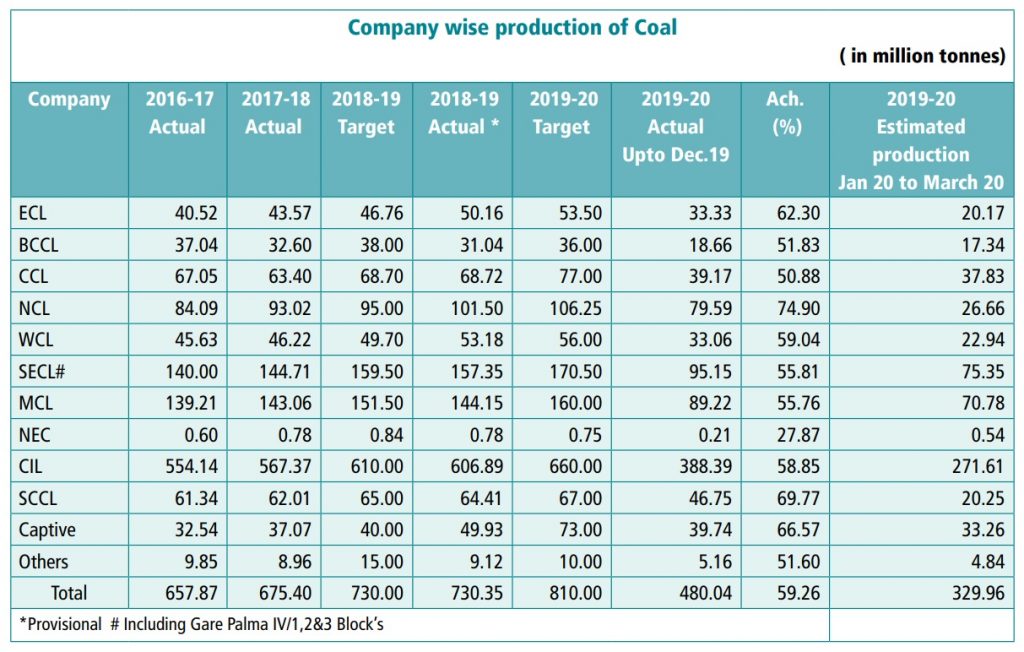 Company wise production of Coal
( in million tonnes)
Company 2016-17 Actual 2017-18 Actual 2018-19 Target 2018-19 Actual * 2019-20 Target 2019-20 Actual Upto Dec.19 Ach. (%) 2019-20 Estimated production Jan 20 to March 20
ECL 40.52 43.57 46.76 50.16 53.50 33.33 62.30 20.17
BCCL 37.04 32.60 38.00 31.04 36.00 18.66 51.83 17.34
CCL 67.05 63.40 68.70 68.72 77.00 39.17 50.88 37.83
NCL 84.09 93.02 95.00 101.50 106.25 79.59 74.90 26.66
WCL 45.63 46.22 49.70 53.18 56.00 33.06 59.04 22.94
SECL# 140.00 144.71 159.50 157.35 170.50 95.15 55.81 75.35
MCL 139.21 143.06 151.50 144.15 160.00 89.22 55.76 70.78
NEC 0.60 0.78 0.84 0.78 0.75 0.21 27.87 0.54
CIL 554.14 567.37 610.00 606.89 660.00 388.39 58.85 271.61
SCCL 61.34 62.01 65.00 64.41 67.00 46.75 69.77 20.25
Captive 32.54 37.07 40.00 49.93 73.00 39.74 66.57 33.26
Others 9.85 8.96 15.00 9.12 10.00 5.16 51.60 4.84
Total 657.87 675.40 730.00 730.35 810.00 480.04 59.26 329.96
*Provisional # Including Gare Palma IV/1,2&3 Block's